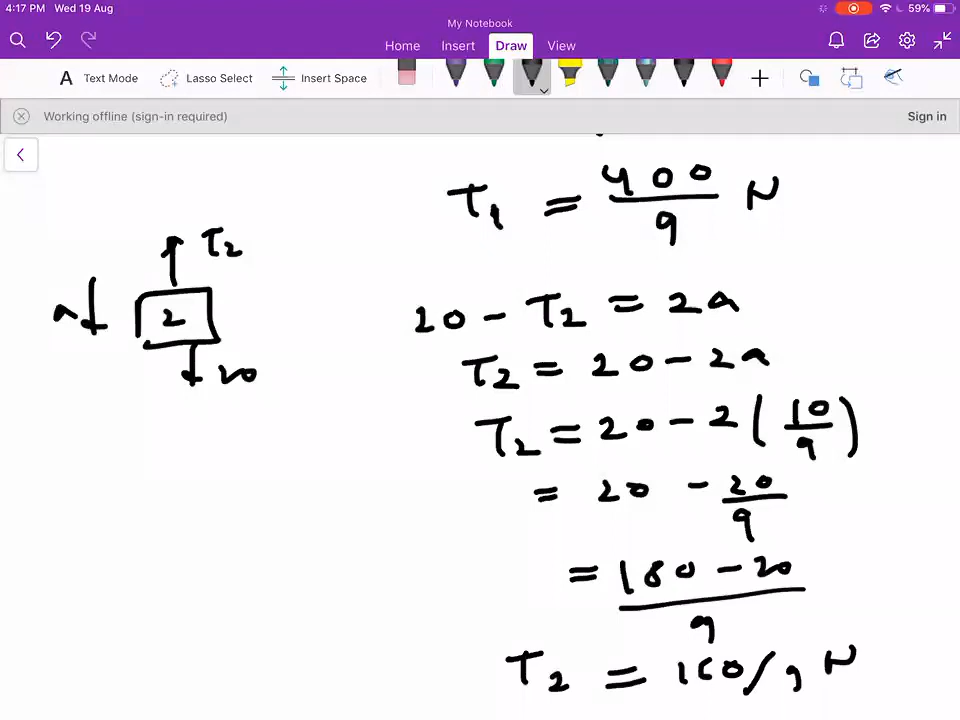 4:17 PM Wed 19 Aug
59%
My Notebook
Home Insert Draw View
A Text Mode Lasso Select Insert Space
Working offline (sign-in required) Sign in
T1 = 400/9 N
T2
a 2
20
20 - T2 = 2a
T2 = 20 - 2a
T2 = 20 - 2 (10/9)
= 20 - 20/9
= 180 - 20/9
T2 = 160/9 N